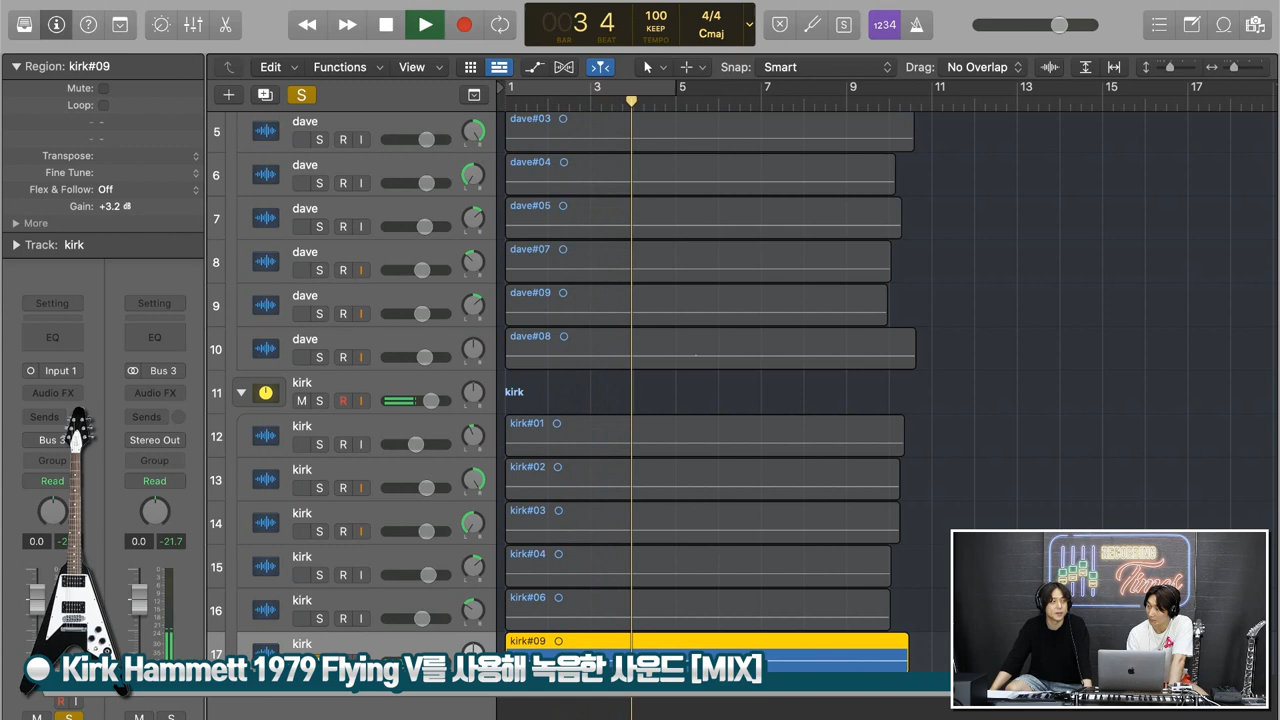 3 4
BAR BEAT
100
KEEP
TEMPO
4/4
Cmaj
1234
S
Region: kirk#09
Mute:
Loop:
Transpose:
Fine Tune:
Flex & Follow: Off
Gain: +3.2 dB
More
Track: kirk
Edit Functions View Snap: Smart Drag: No Overlap
S
1 3 5 7 9 11 13 15 17
5 dave S R I dave#03
6 dave S R I dave#04
7 dave S R I dave#05
8 dave S R I dave#07
9 dave S R I dave#09
10 dave S R I dave#08
11 kirk M S R I kirk
12 kirk S R I kirk#01
13 kirk S R I kirk#02
14 kirk S R I kirk#03
15 kirk S R I kirk#04
16 kirk S R I kirk#06
17 kirk kirk#09
Setting Setting
EQ EQ
Input 1 Bus 3
Audio FX Audio FX
Sends Sends
Bus 3 Stereo Out
Group Group
Read Read
0.0 0.0 -21.7
R I
M S M S
Times
Kirk Hammett 1979 Flying V를 사용해 녹음한 사운드 [MIX]